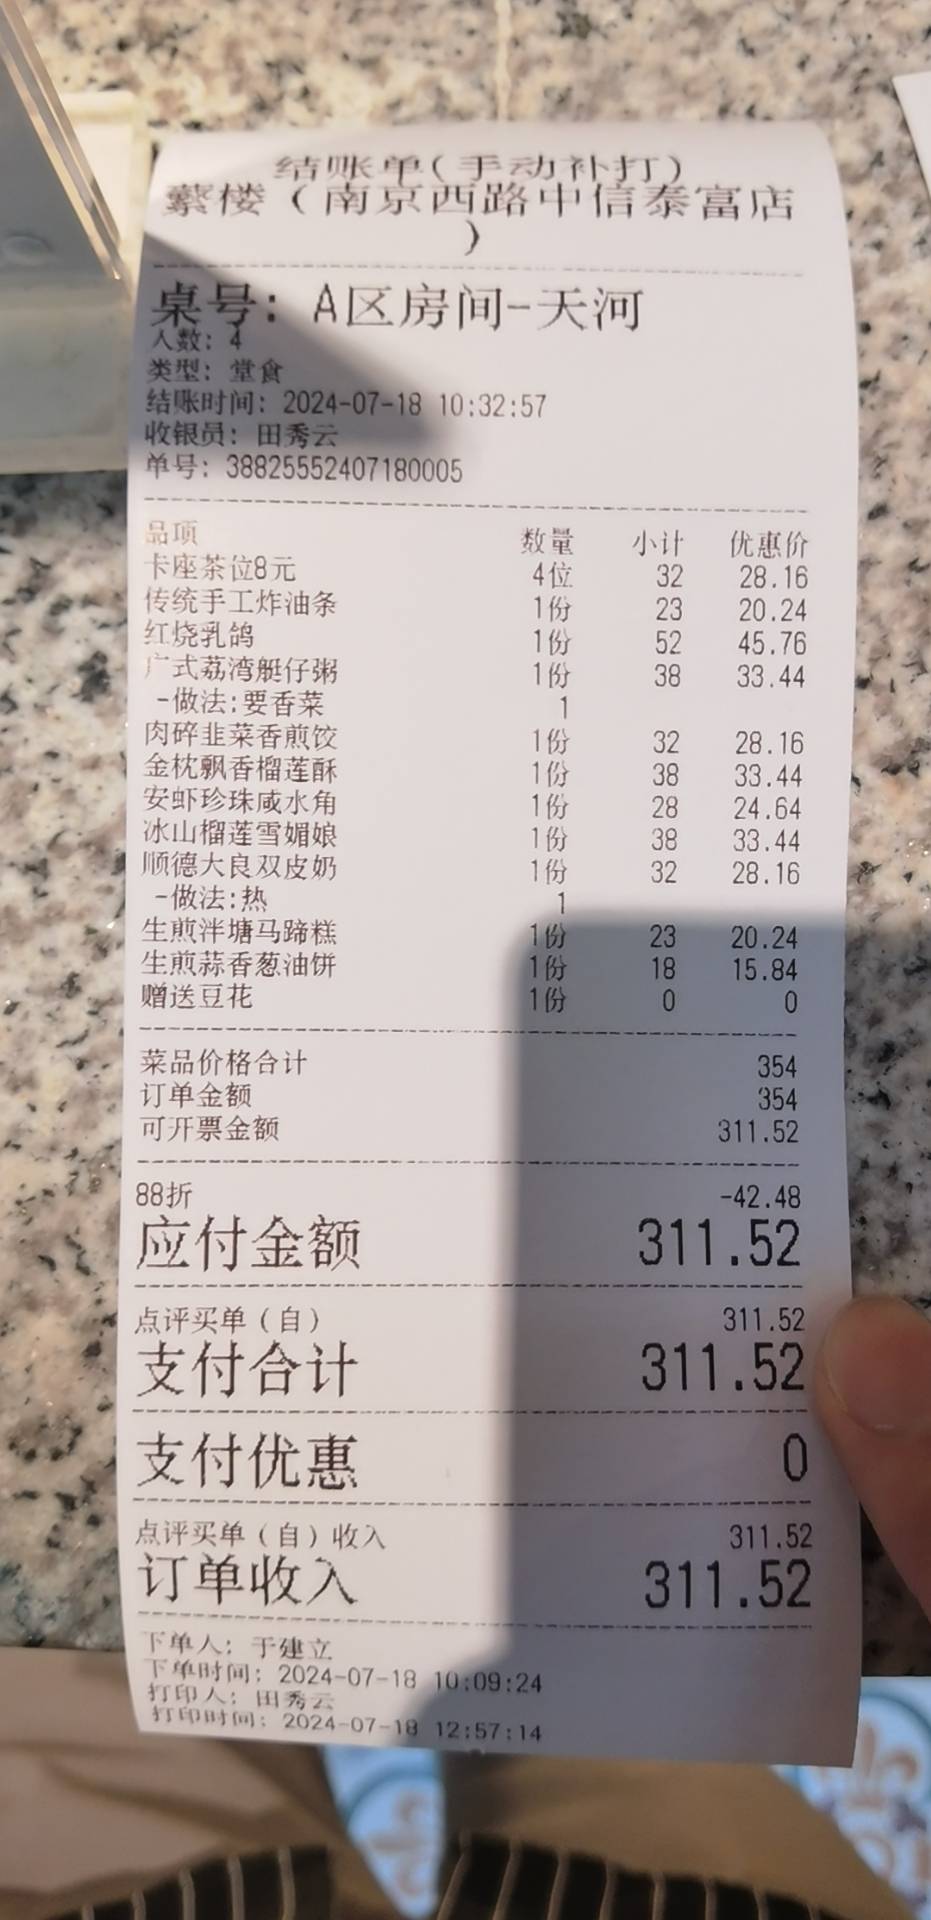 结账单(手动补打)
蘩楼（南京西路中信泰富店
）
桌号: A区房间-天河
人数: 4
类型: 堂食
结账时间: 2024-07-18 10:32:57
收银员: 田秀云
单号: 38825552407180005
品项 数量 小计 优惠价
卡座茶位8元 4位 32 28.16
传统手工炸油条 1份 23 20.24
红烧乳鸽 1份 52 45.76
广式荔湾艇仔粥 1份 38 33.44
-做法:要香菜 1
肉碎韭菜香煎饺 1份 32 28.16
金枕飘香榴莲酥 1份 38 33.44
安虾珍珠咸水角 1份 28 24.64
冰山榴莲雪媚娘 1份 38 33.44
顺德大良双皮奶 1份 32 28.16
-做法:热 1
生煎泮塘马蹄糕 1份 23 20.24
生煎蒜香葱油饼 1份 18 15.84
赠送豆花 1份 0 0
菜品价格合计 354
订单金额 354
可开票金额 311.52
88折 -42.48
应付金额 311.52
点评买单（自） 311.52
支付合计 311.52
支付优惠 0
点评买单（自）收入 311.52
订单收入 311.52
下单人: 于建立
下单时间: 2024-07-18 10:09:24
打印人: 田秀云
打印时间: 2024-07-18 12:57:14